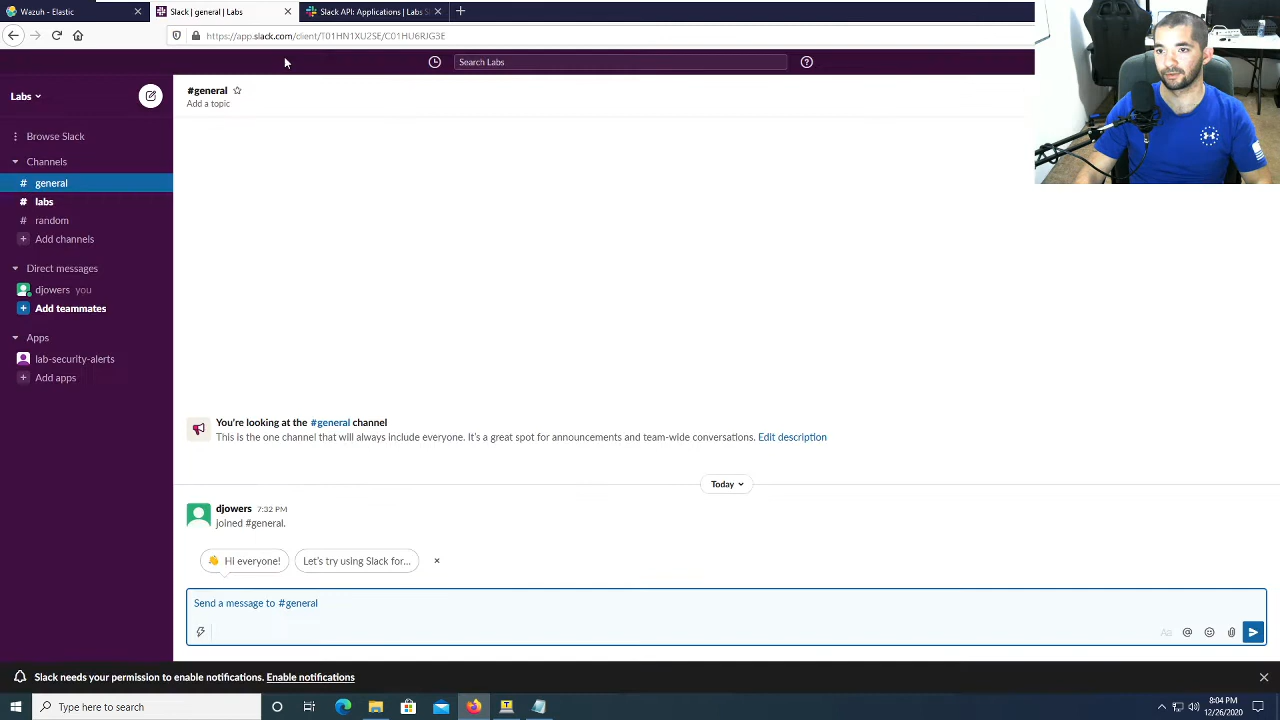 Wazuh - Elastic
Slack | general | Labs
Slack API: Applications | Labs S
https://app.slack.com/client/T01HN1XU2SE/C01HU6RJG3E
Search Labs
Labs
#general
Add a topic
Browse Slack
Channels
# general
# labs
# random
Add channels
Direct messages
djowers you
Add teammates
Apps
lab-security-alerts
Add apps
You're looking at the #general channel
This is the one channel that will always include everyone. It's a great spot for announcements and team-wide conversations. Edit description
Today
djowers 7:32 PM
joined #general.
Hi everyone!
Let's try using Slack for...
Send a message to #general
Slack needs your permission to enable notifications. Enable notifications
Type here to search
8:04 PM
12/26/2020